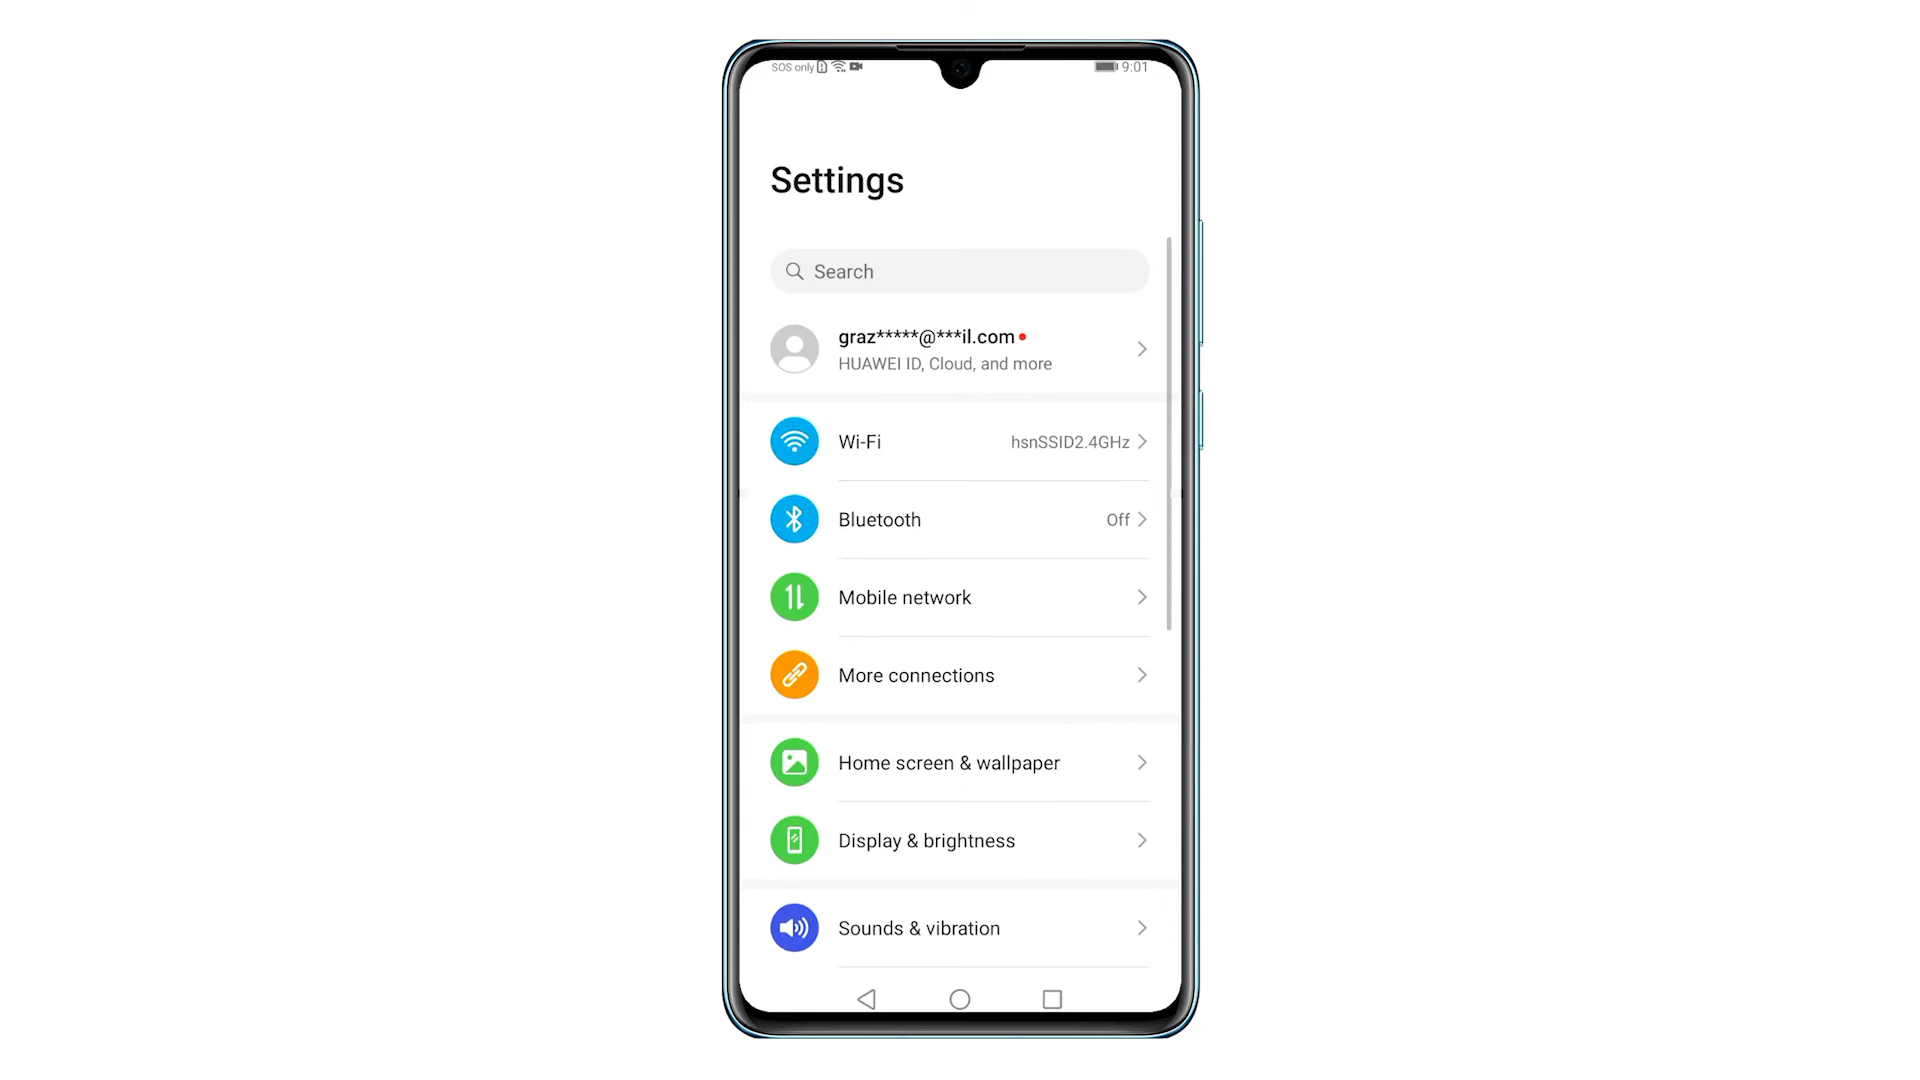 SOS only 9:01
Settings
Search
graz*****@***il.com
HUAWEI ID, Cloud, and more
Wi-Fi hsnSSID2.4GHz
Bluetooth Off
Mobile network
More connections
Home screen & wallpaper
Display & brightness
Sounds & vibration